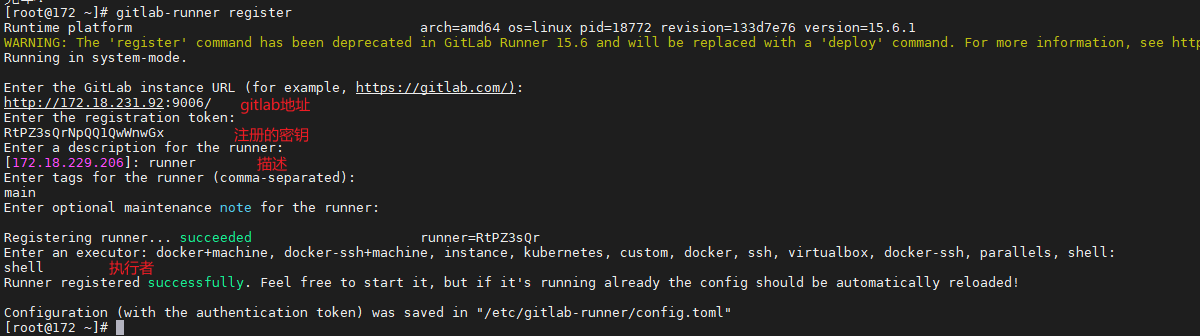 [root@172 ~]# gitlab-runner register
Runtime platform                                    arch=amd64 os=linux pid=18772 revision=133d7e76 version=15.6.1
WARNING: The 'register' command has been deprecated in GitLab Runner 15.6 and will be replaced with a 'deploy' command. For more information, see http
Running in system-mode.
Enter the GitLab instance URL (for example, https://gitlab.com/):
http://172.18.231.92:9006/ gitlab地址
Enter the registration token:
RtPZ3sQrNpQQ1QwWnwGx 注册的密钥
Enter a description for the runner:
[172.18.229.206]: runner 描述
Enter tags for the runner (comma-separated):
main
Enter optional maintenance note for the runner:
Registering runner... succeeded                     runner=RtPZ3sQr
Enter an executor: docker+machine, docker-ssh+machine, instance, kubernetes, custom, docker, ssh, virtualbox, docker-ssh, parallels, shell:
shell 执行者
Runner registered successfully. Feel free to start it, but if it's running already the config should be automatically reloaded!
Configuration (with the authentication token) was saved in "/etc/gitlab-runner/config.toml"
[root@172 ~]#